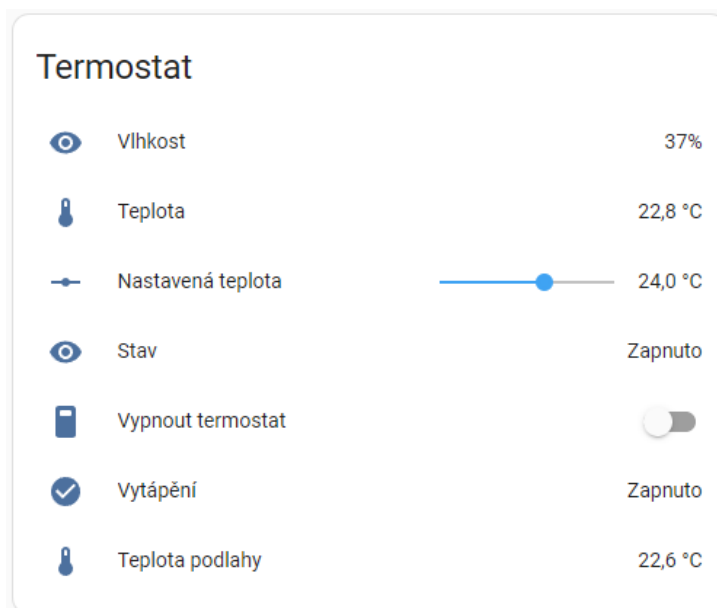 Termostat
Vlhkost 37%
Teplota 22,8 °C
Nastavená teplota 24,0 °C
Stav Zapnuto
Vypnout termostat
Vytápění Zapnuto
Teplota podlahy 22,6 °C